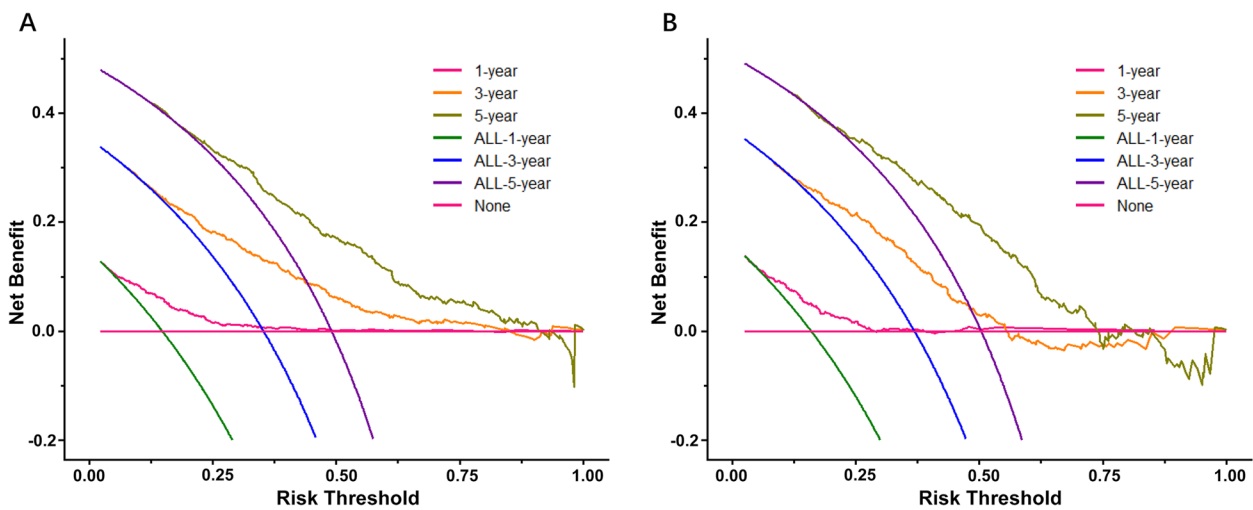 A
Net Benefit
0.4
0.2
0.0
-0.2
1-year
3-year
5-year
ALL-1-year
ALL-3-year
ALL-5-year
None
0.00 0.25 0.50 0.75 1.00
Risk Threshold
B
Net Benefit
0.4
0.2
0.0
-0.2
1-year
3-year
5-year
ALL-1-year
ALL-3-year
ALL-5-year
None
0.00 0.25 0.50 0.75 1.00
Risk Threshold